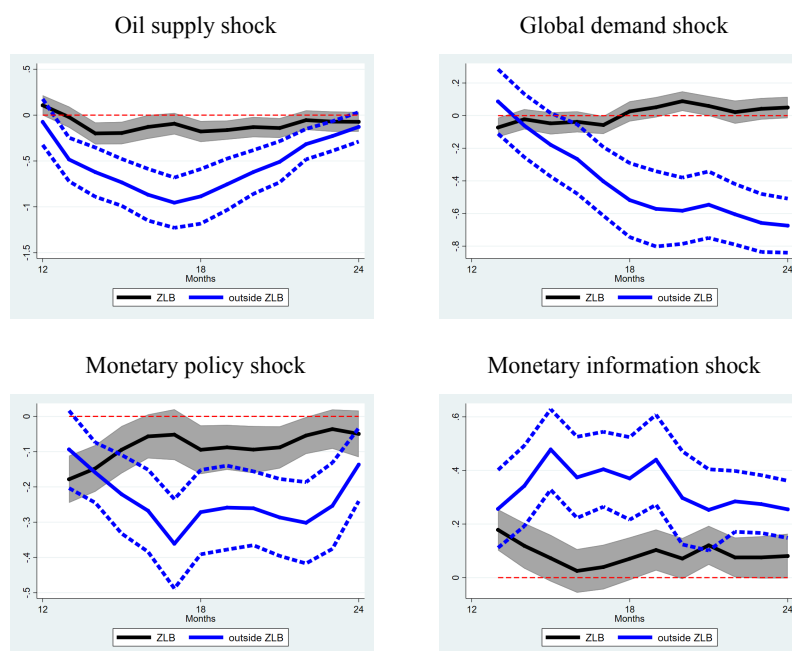 Oil supply shock
.5
0
-.5
-1
-1.5
12
18
24
Months
ZLB
outside ZLB
Global demand shock
.2
0
-.2
-.4
-.6
-.8
12
18
24
Months
ZLB
outside ZLB
Monetary policy shock
0
-.1
-.2
-.3
-.4
-.5
12
18
24
Months
ZLB
outside ZLB
Monetary information shock
.6
.4
.2
0
12
18
24
Months
ZLB
outside ZLB